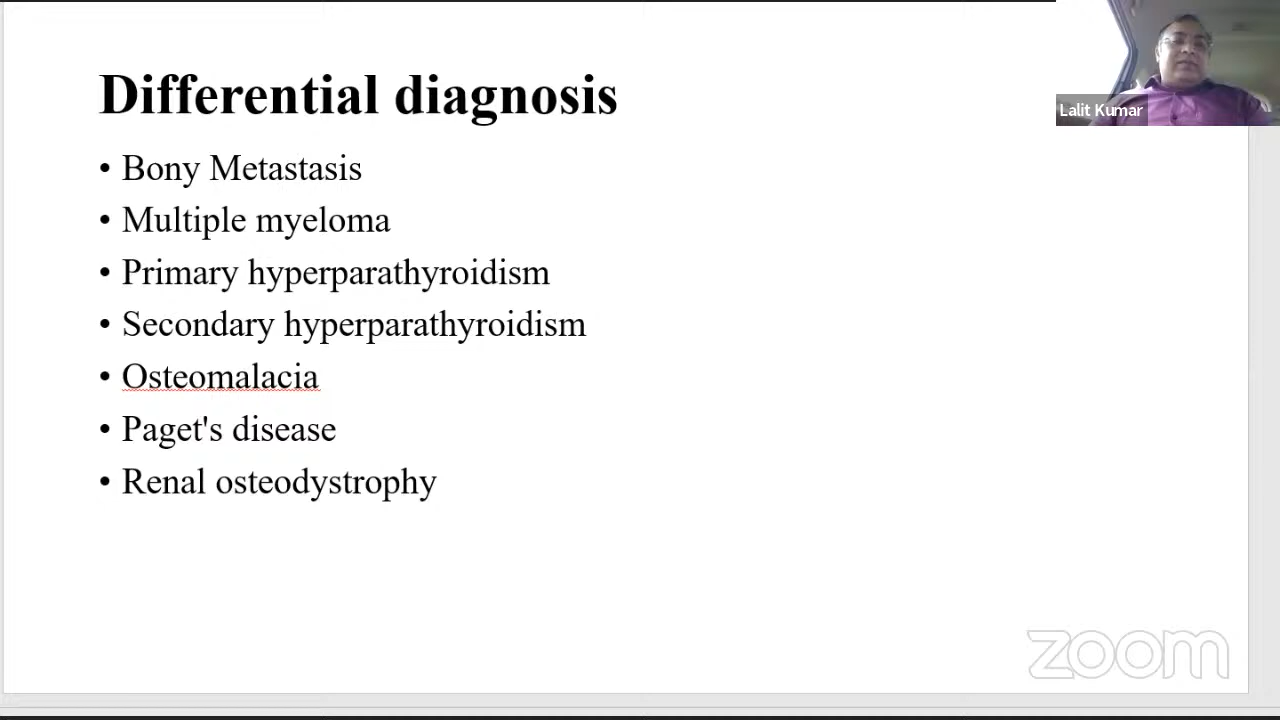 Differential diagnosis
• Bony Metastasis
• Multiple myeloma
• Primary hyperparathyroidism
• Secondary hyperparathyroidism
• Osteomalacia
• Paget's disease
• Renal osteodystrophy
Lalit Kumar
zoom